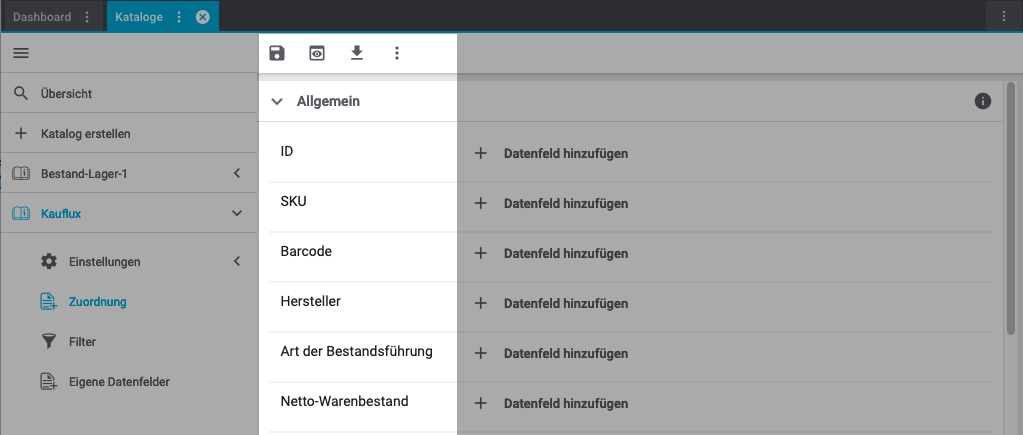 Dashboard
Kataloge
Übersicht
Katalog erstellen
Bestand-Lager-1
Kauflux
Einstellungen
Zuordnung
Filter
Eigene Datenfelder
Allgemein
ID
Datenfeld hinzufügen
SKU
Datenfeld hinzufügen
Barcode
Datenfeld hinzufügen
Hersteller
Datenfeld hinzufügen
Art der Bestandsführung
Datenfeld hinzufügen
Netto-Warenbestand
Datenfeld hinzufügen